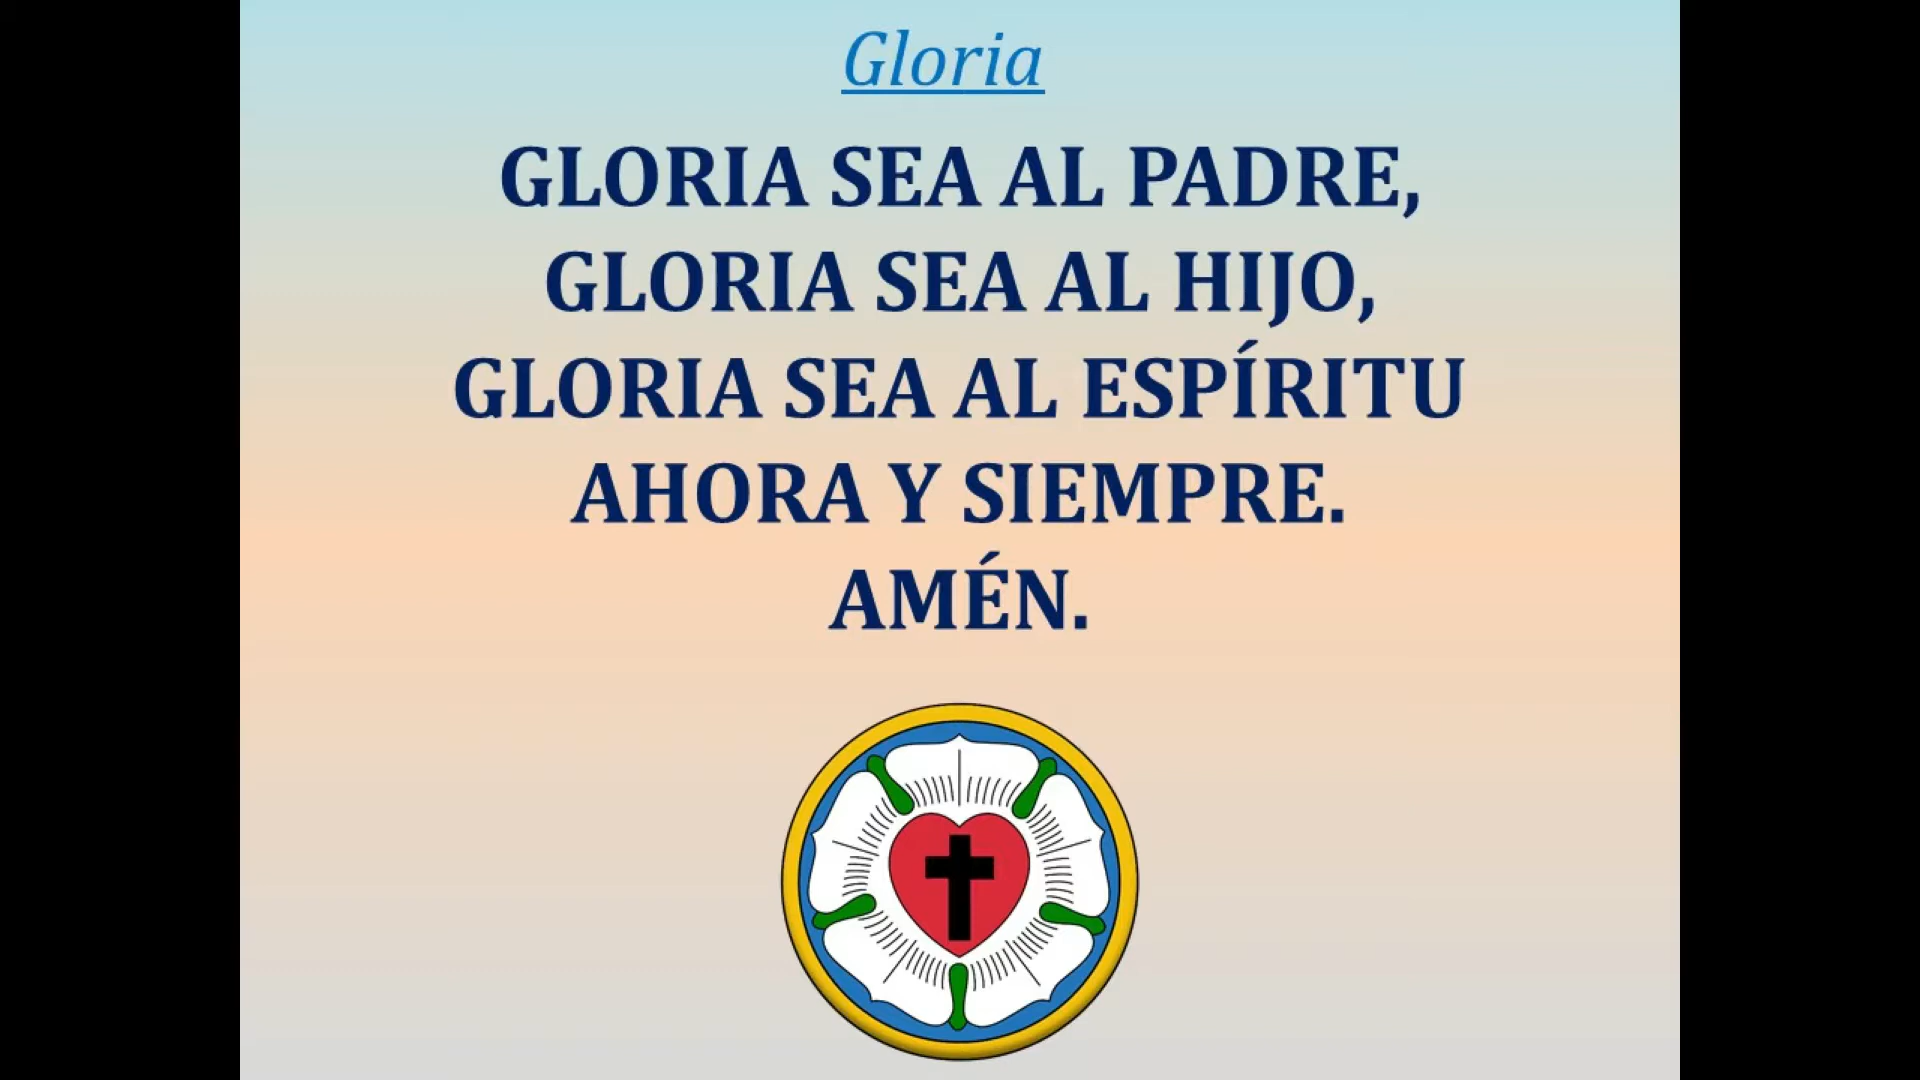 Gloria
GLORIA SEA AL PADRE,
GLORIA SEA AL HIJO,
GLORIA SEA AL ESPÍRITU
AHORA Y SIEMPRE.
AMÉN.